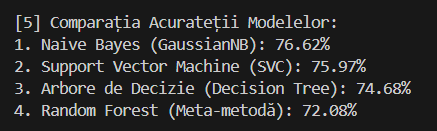 [5] Comparația Acurateții Modelelor:
1. Naive Bayes (GaussianNB): 76.62%
2. Support Vector Machine (SVC): 75.97%
3. Arbore de Decizie (Decision Tree): 74.68%
4. Random Forest (Meta-metodă): 72.08%